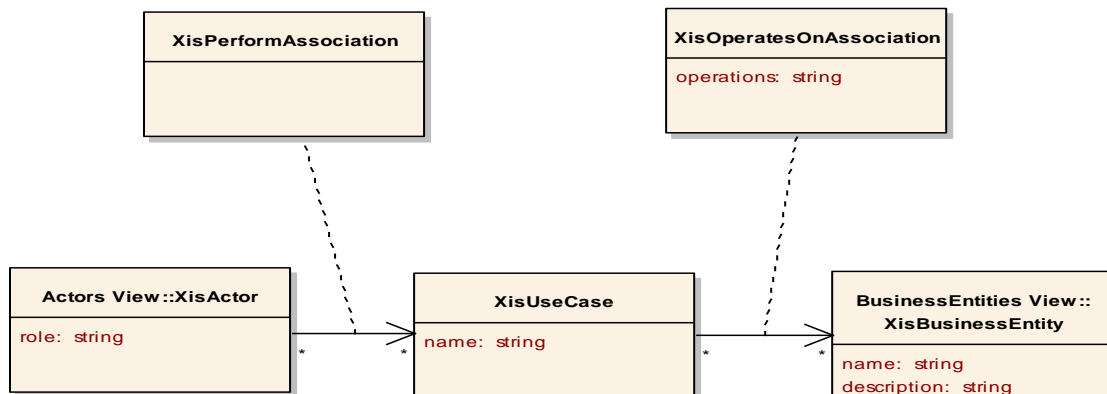 XisPerformAssociation
XisOperatesOnAssociation
operations: string
Actors View::XisActor
role: string
XisUseCase
name: string
BusinessEntities View::
XisBusinessEntity
name: string
description: string
*
*
*
*